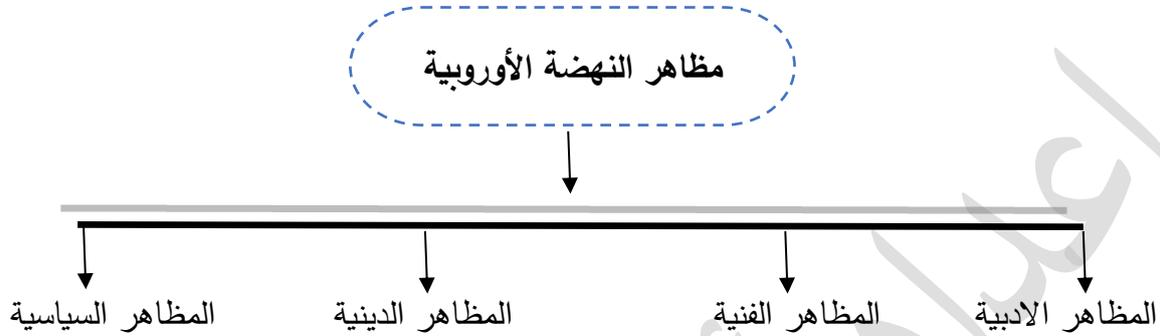 مظاهر النهضة الأوروبية
المظاهر الادبية
المظاهر الفنية
المظاهر الدينية
المظاهر السياسية